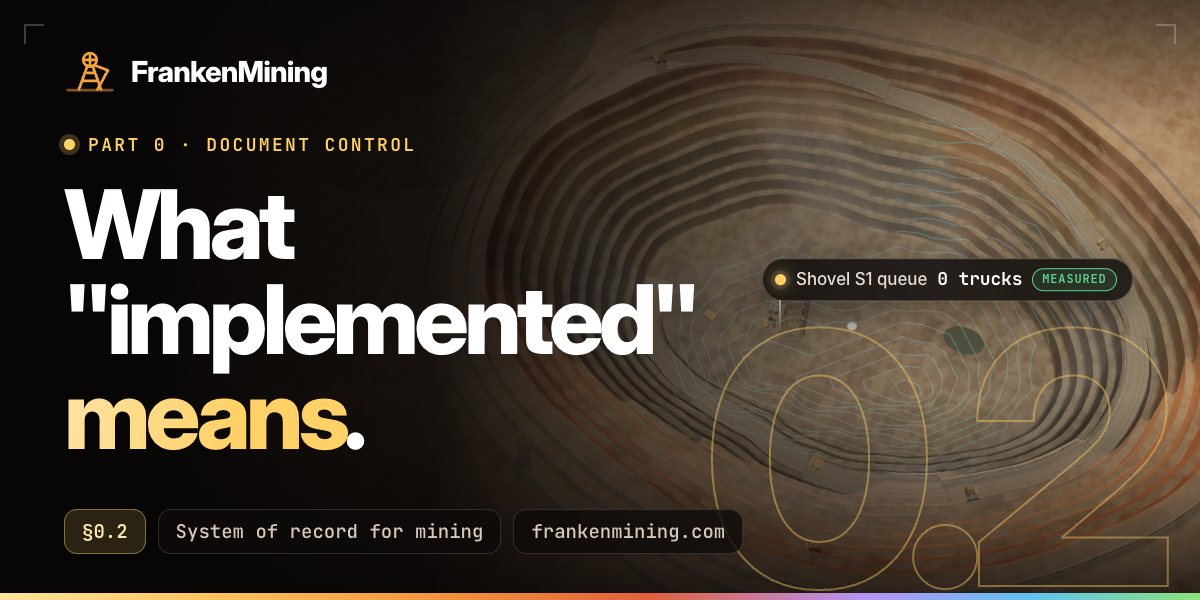 FrankenMining
PART 0 · DOCUMENT CONTROL
What
"implemented"
means.
Shovel S1 queue 0 trucks MEASURED
0.2
§0.2 System of record for mining frankenmining.com